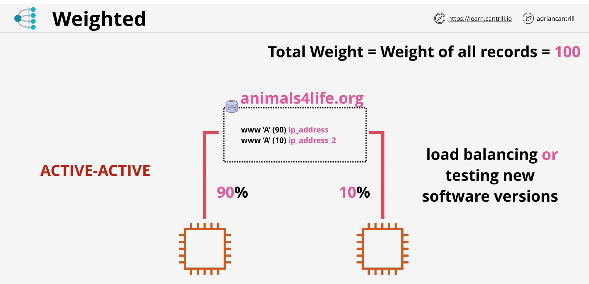 Weighted
https://learn.cantrill.io
adriancantrill
Total Weight = Weight of all records = 100
animals4life.org
www 'A' (90) ip_address
www 'A' (10) ip_address_2
ACTIVE-ACTIVE
90%
10%
load balancing or
testing new
software versions